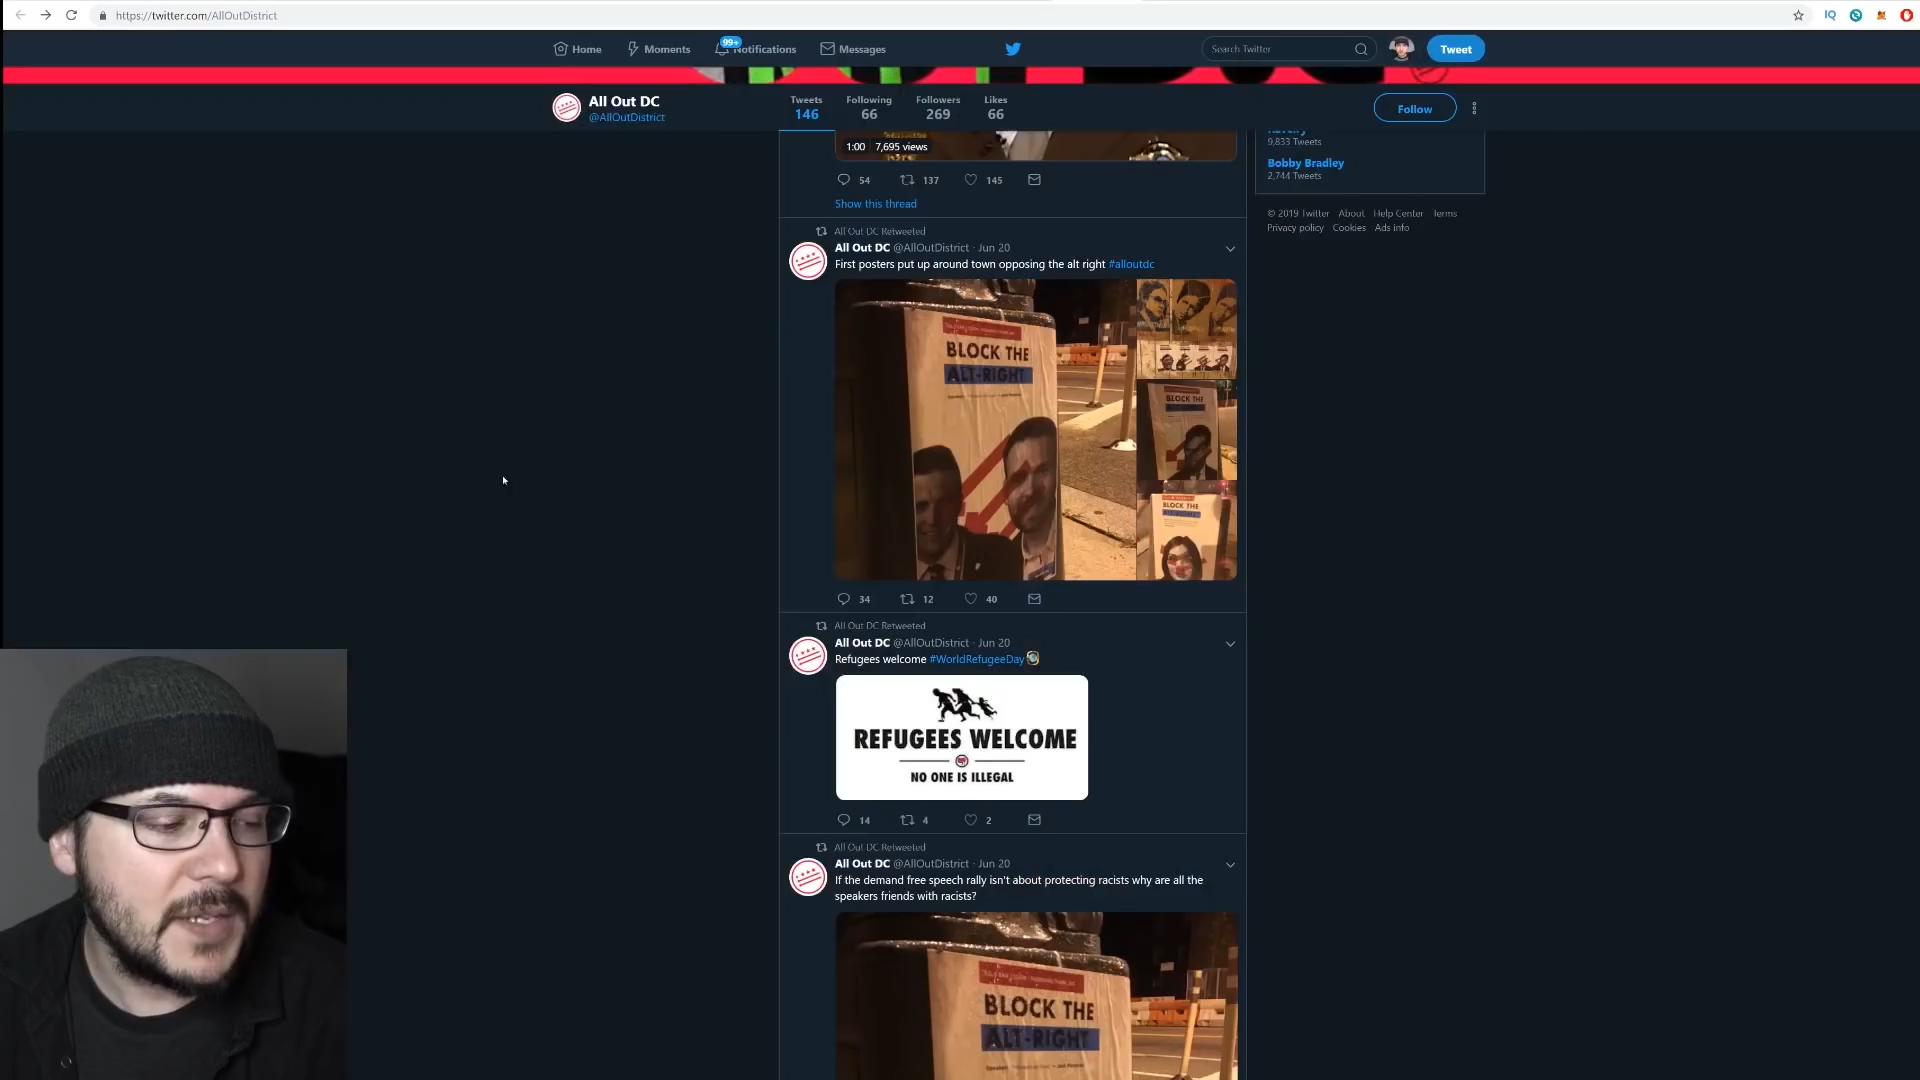 https://twitter.com/AllOutDistrict
IQ
Home
Moments
99+
Notifications
Messages
Search Twitter
Tweet
All Out DC
@AllOutDistrict
Tweets
146
Following
66
Followers
269
Likes
66
Follow
1:00 7,695 views
54 137 145
Show this thread
9,833 Tweets
Bobby Bradley
2,744 Tweets
© 2019 Twitter About Help Center Terms
Privacy policy Cookies Ads info
All Out DC Retweeted
All Out DC @AllOutDistrict · Jun 20
First posters put up around town opposing the alt right #alloutdc
BLOCK THE
ALT-RIGHT
BLOCK THE
BLOCK THE
34 12 40
All Out DC Retweeted
All Out DC @AllOutDistrict · Jun 20
Refugees welcome #WorldRefugeeDay
REFUGEES WELCOME
NO ONE IS ILLEGAL
14 4 2
All Out DC Retweeted
All Out DC @AllOutDistrict · Jun 20
If the demand free speech rally isn't about protecting racists why are all the
speakers friends with racists?
BLOCK THE
ALT-RIGHT